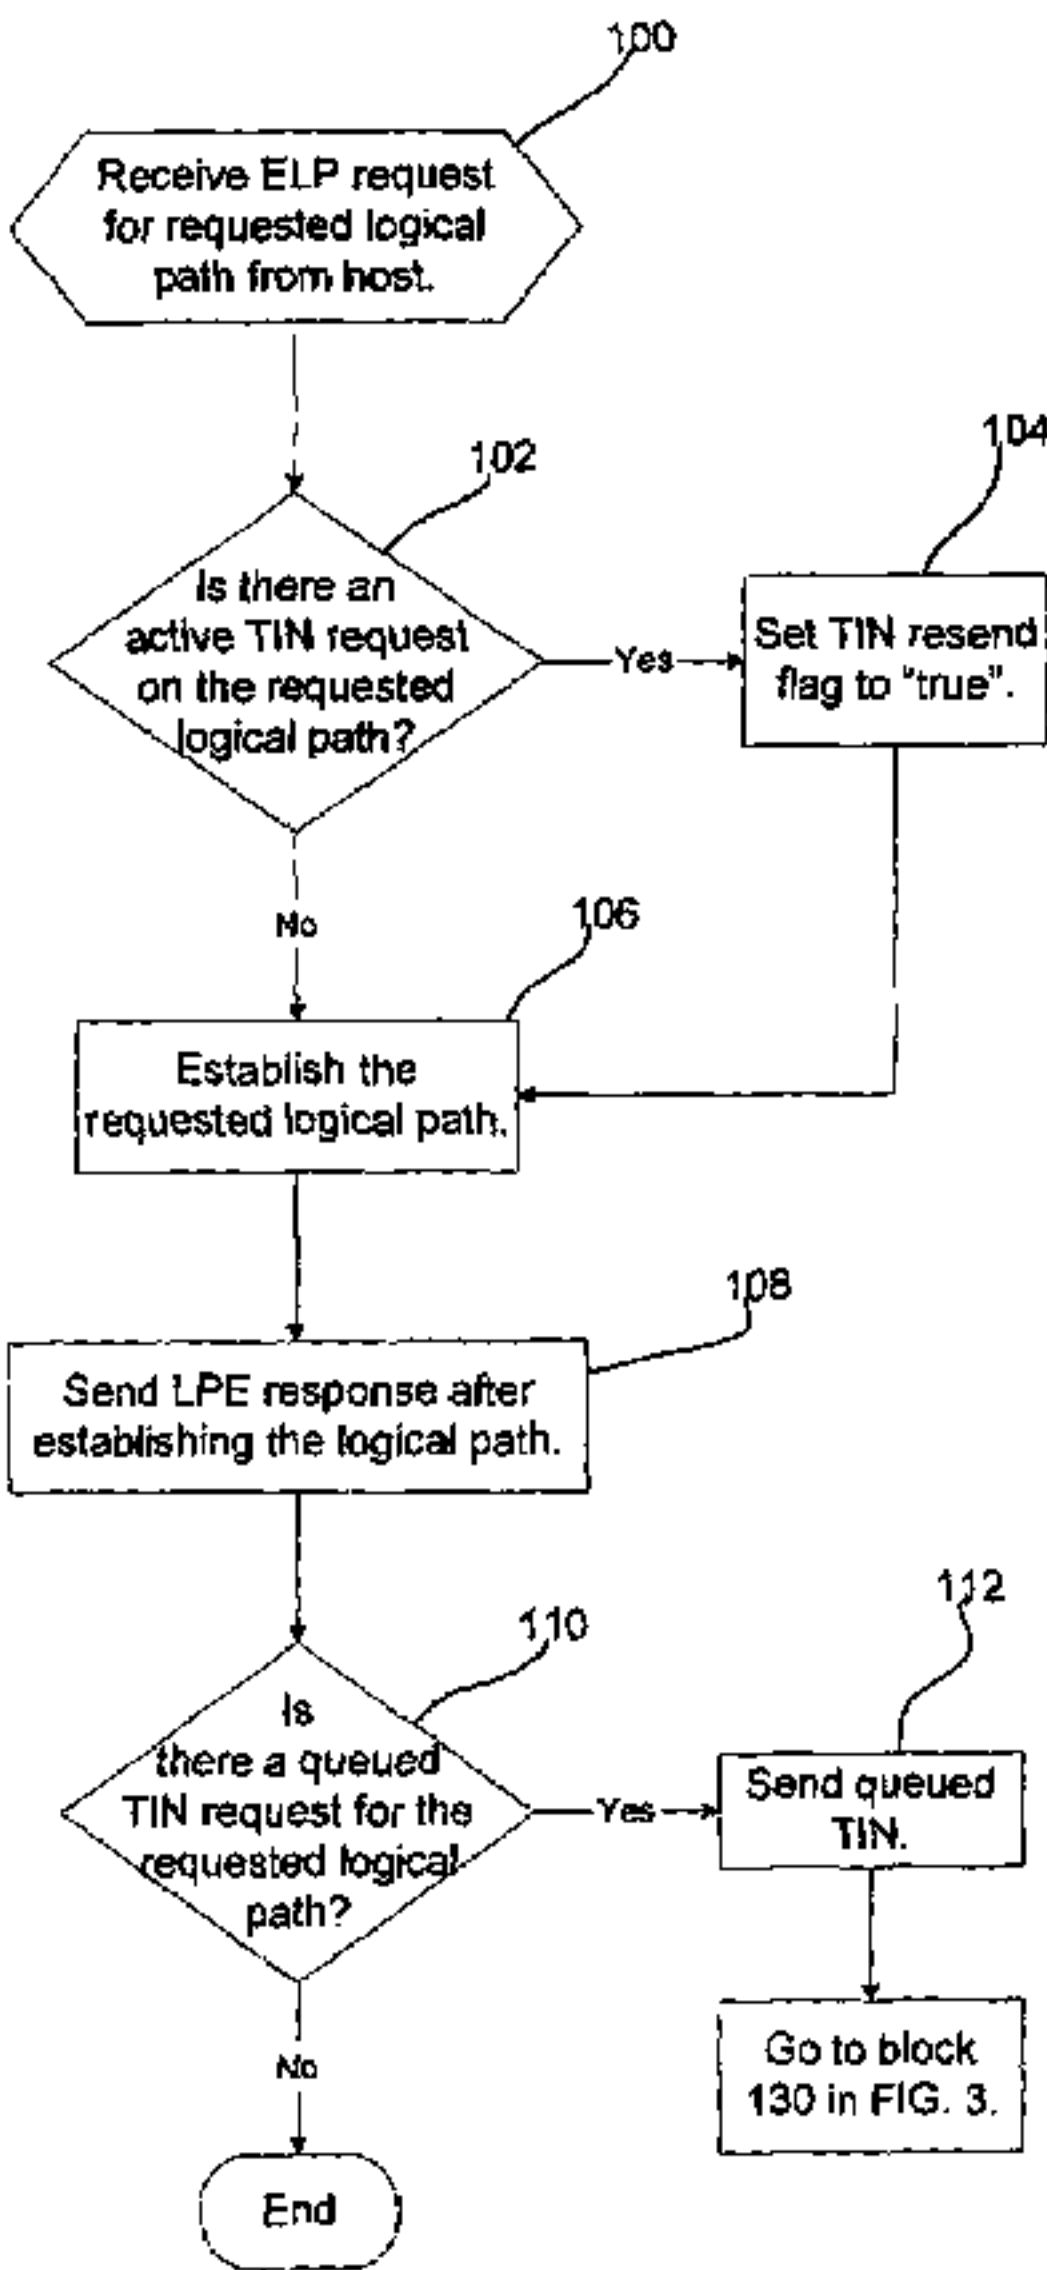 100
Receive ELP request
for requested logical
path from host.
102
104
Is there an
active TIN request
on the requested
logical path?
Yes
Set TIN resend
flag to "true".
No
106
Establish the
requested logical path.
108
Send LPE response after
establishing the logical path.
110
112
Is
there a queued
TIN request for the
requested logical
path?
Yes
Send queued
TIN.
No
Go to block
130 in FIG. 3.
End